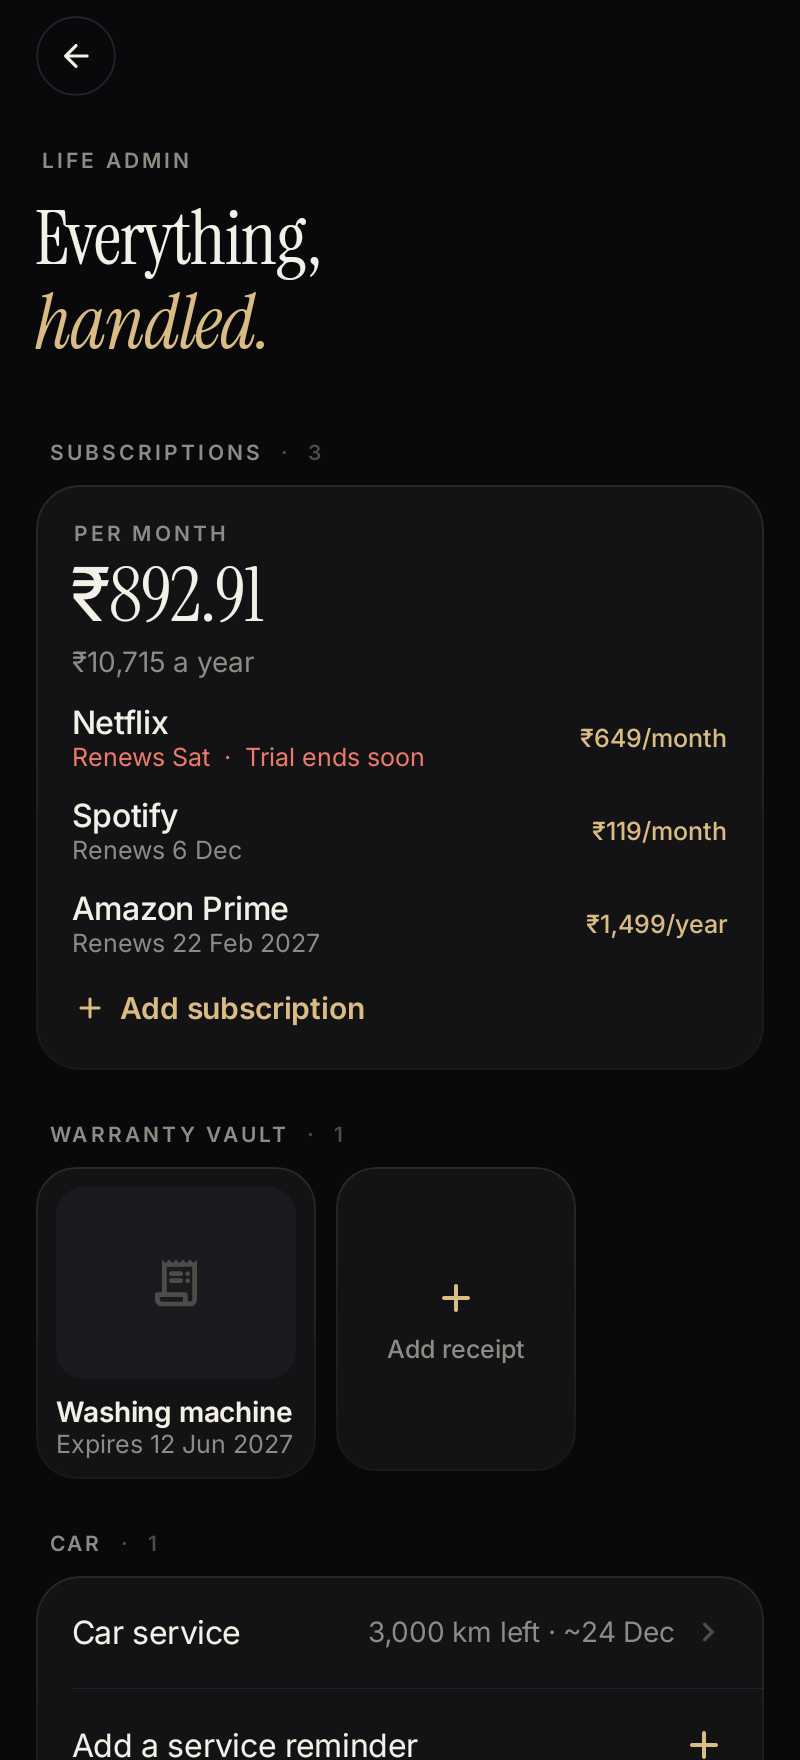 LIFE ADMIN
Everything,
handled.
SUBSCRIPTIONS · 3
PER MONTH
₹892.91
₹10,715 a year
Netflix
₹649/month
Renews Sat · Trial ends soon
Spotify
₹119/month
Renews 6 Dec
Amazon Prime
₹1,499/year
Renews 22 Feb 2027
+ Add subscription
WARRANTY VAULT · 1
Washing machine
Expires 12 Jun 2027
+
Add receipt
CAR · 1
Car service 3,000 km left · ~24 Dec
Add a service reminder +